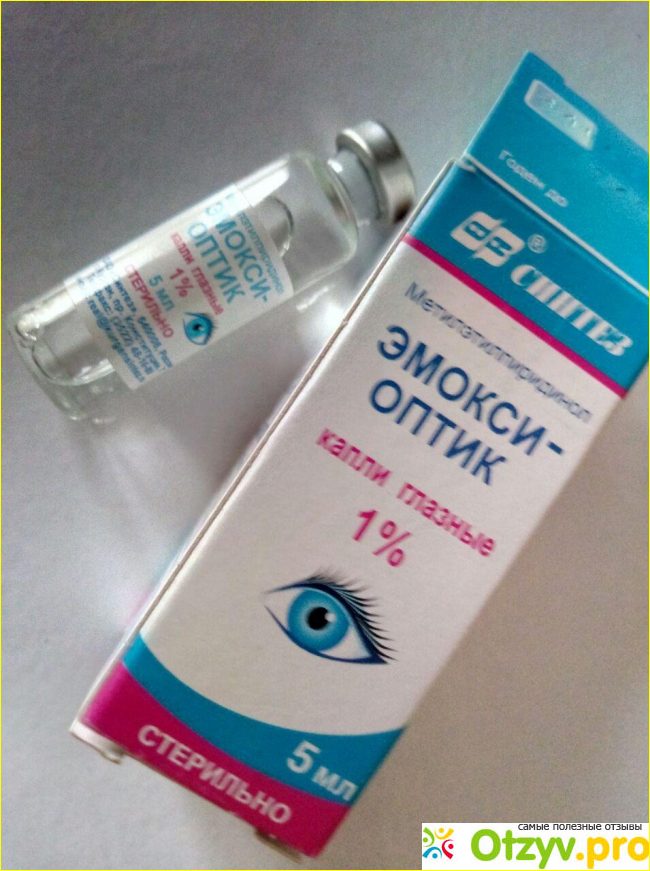 Годен до
СИНТЕЗ
Метилэтилпиридинол
ЭМОКСИ-
ОПТИК
капли глазные
1%
5 мл
СТЕРИЛЬНО
ЭМОКСИ-
ОПТИК
капли глазные
1%
5 мл
СТЕРИЛЬНО
самые полезные отзывы
Otzyv.pro